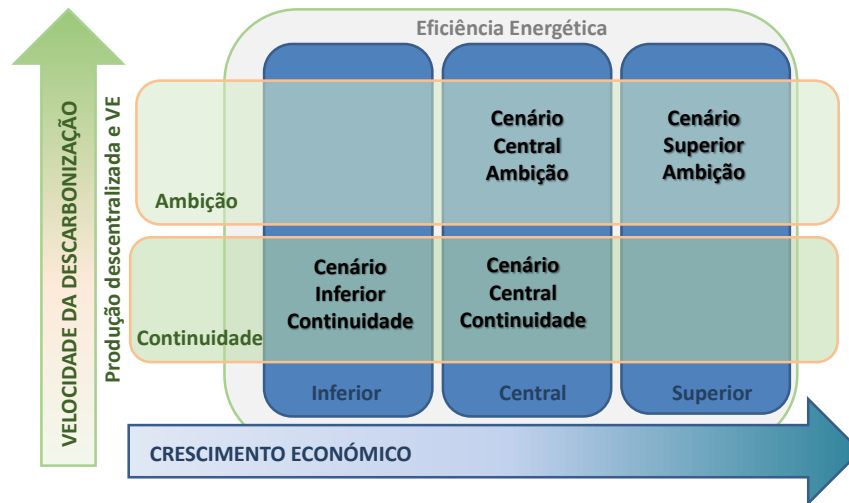 Eficiência Energética
VELOCIDADE DA DESCARBONIZAÇÃO
Produção descentralizada e VE
Cenário
Central
Ambição
Cenário
Superior
Ambição
Ambição
Cenário
Inferior
Continuidade
Cenário
Central
Continuidade
Continuidade
Inferior
Central
Superior
CRESCIMENTO ECONÓMICO